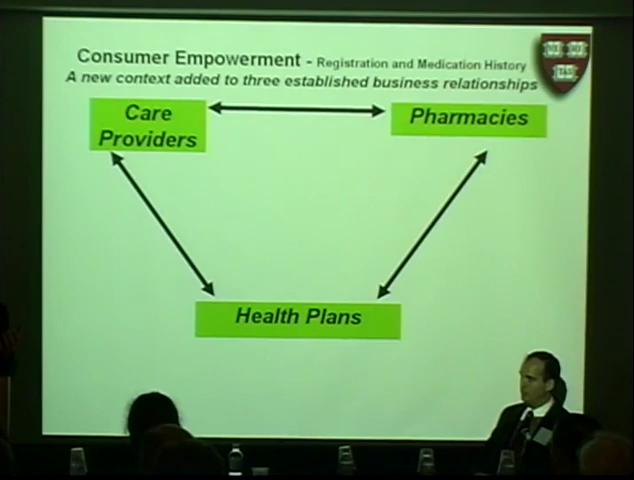 Consumer Empowerment - Registration and Medication History
A new context added to three established business relationships
Care
Providers
Pharmacies
Health Plans